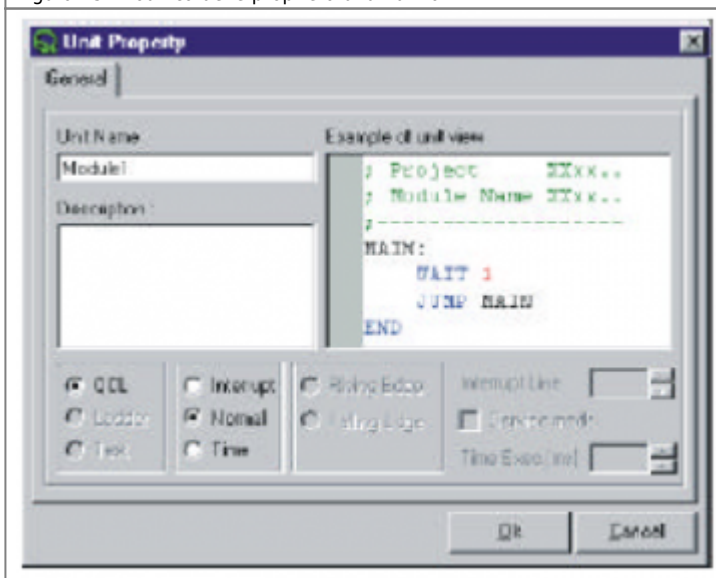 Unit Property
General
Unit Name
Module1
Description :
Example of unit view
; Project XXxx..
; Module Name XXxx..
;---------------------
MAIN:
WAIT 1
JUMP MAIN
END
QCL
Ladder
Text
Interrupt
Normal
Time
Rising Edge
Falling Edge
Interrupt Line
Service mode
Time Exec (ms)
Ok
Cancel